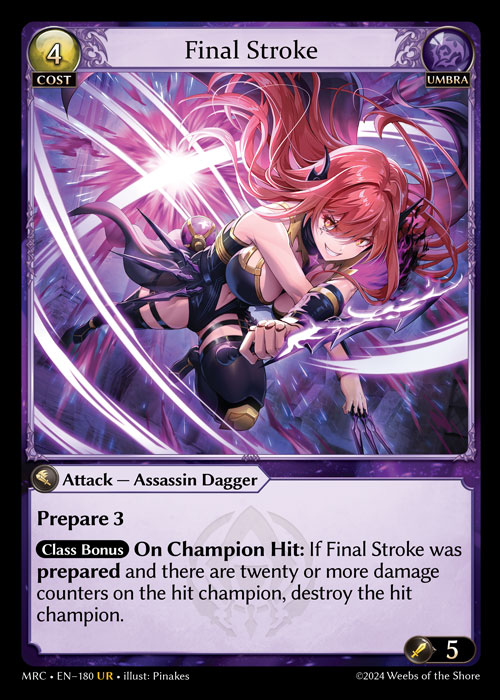 4
Final Stroke
COST
UMBRA
Attack — Assassin Dagger
Prepare 3
Class Bonus On Champion Hit: If Final Stroke was
prepared and there are twenty or more damage
counters on the hit champion, destroy the hit
champion.
5
MRC • EN–180 UR • illust: Pinakes
©2024 Weebs of the Shore